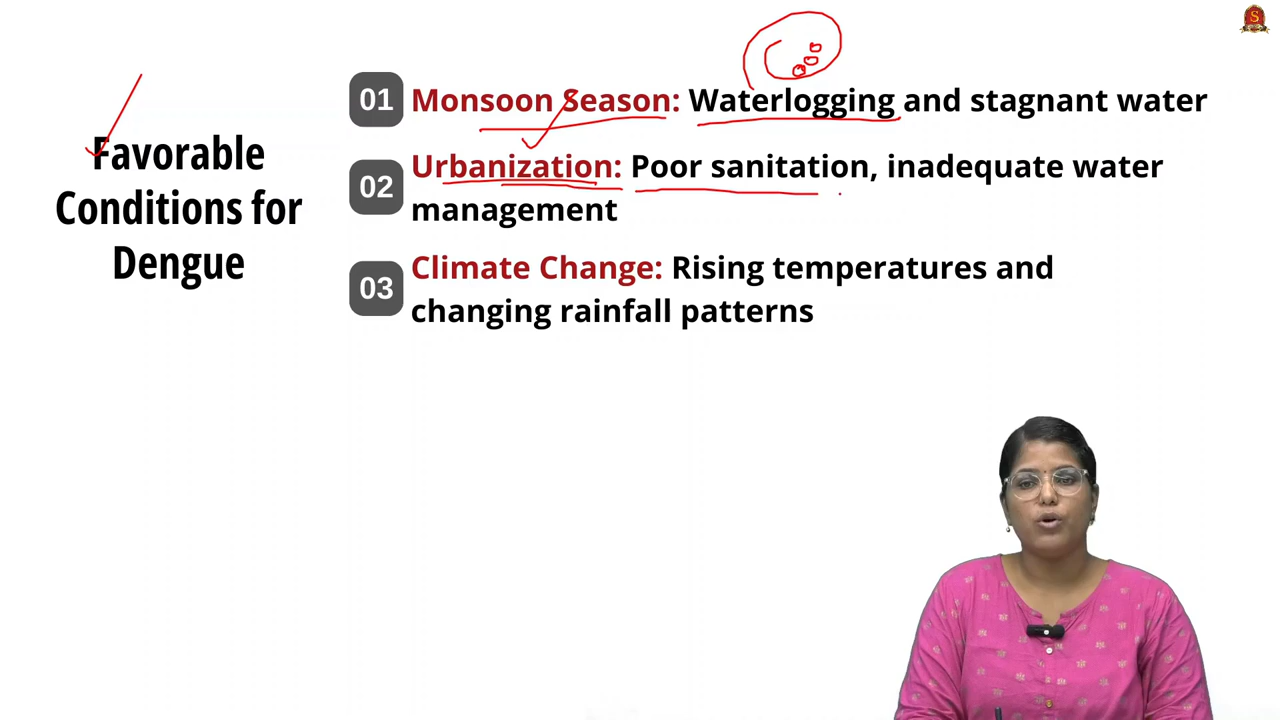 Favorable
Conditions for
Dengue
01
Monsoon Season: Waterlogging and stagnant water
02
Urbanization: Poor sanitation, inadequate water
management
03
Climate Change: Rising temperatures and
changing rainfall patterns
S